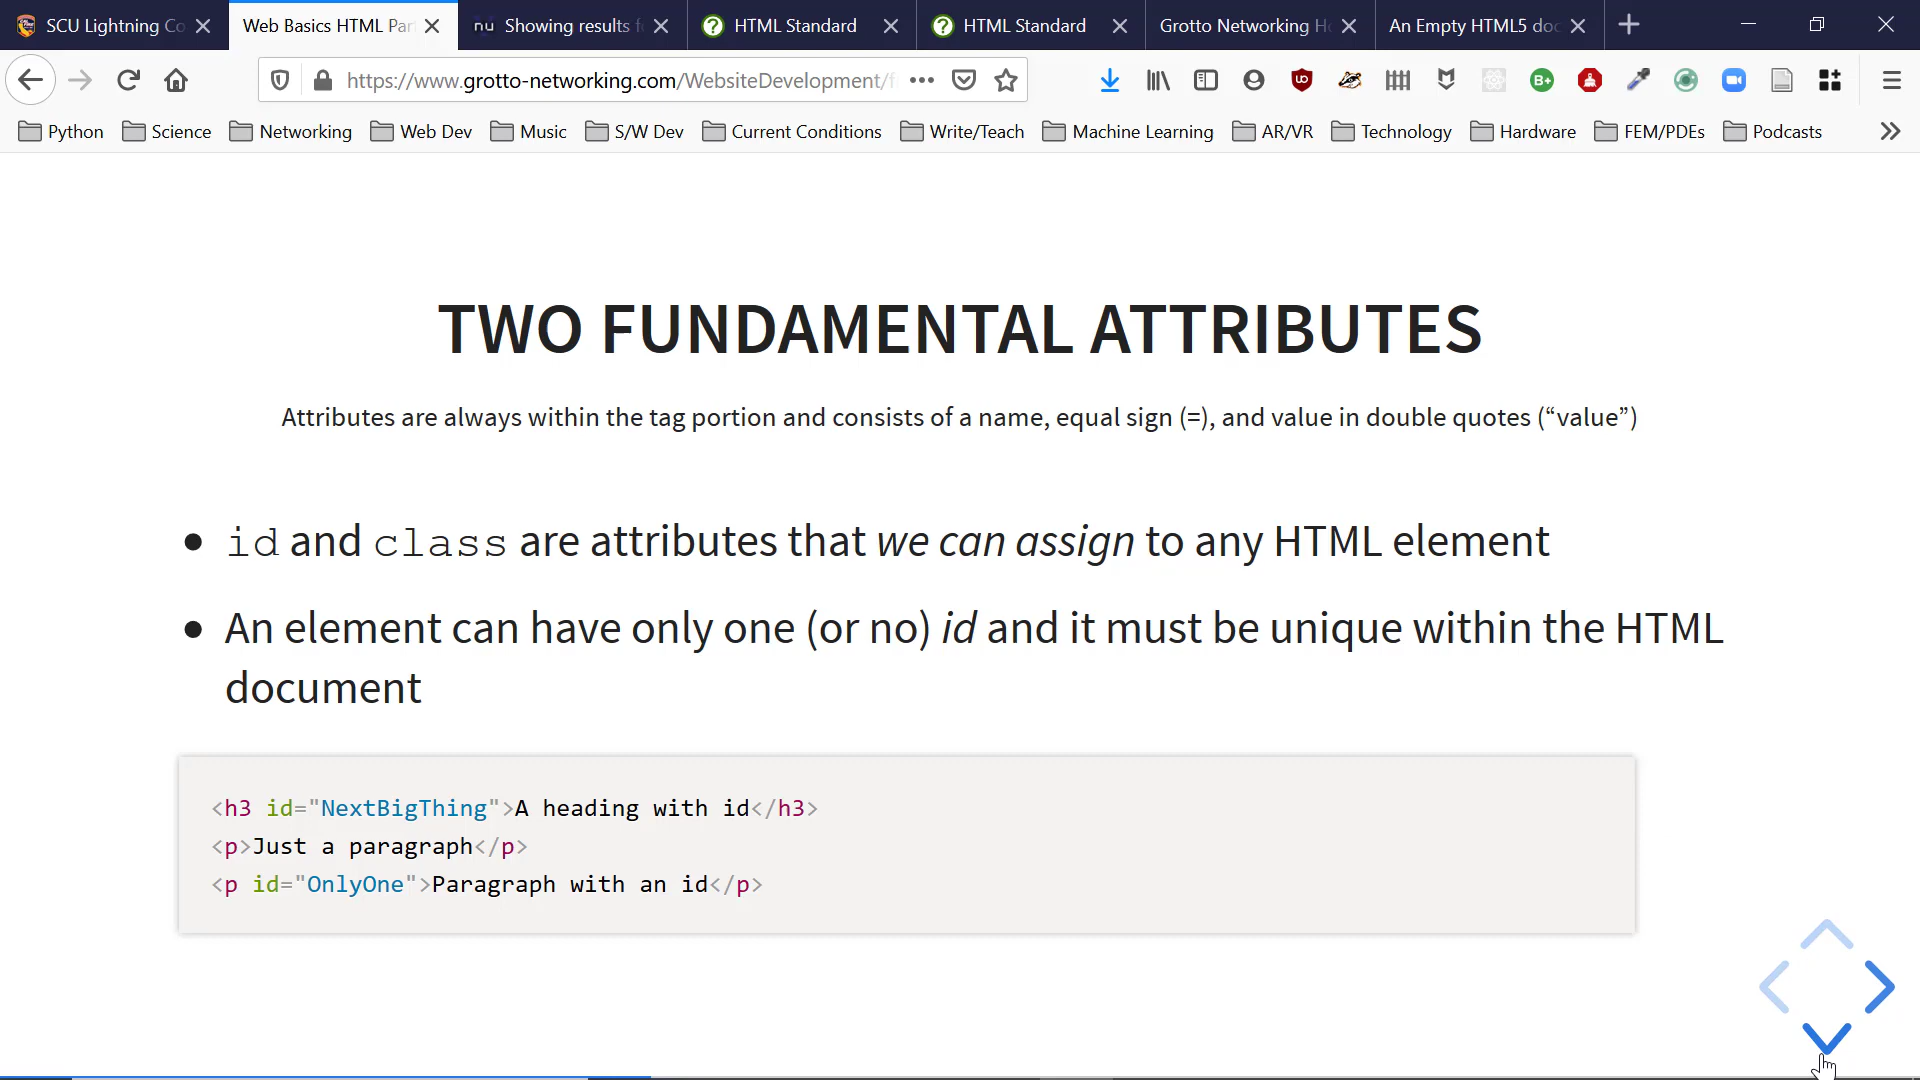 SCU Lightning Co
Web Basics HTML Par
nu Showing results f
HTML Standard
HTML Standard
Grotto Networking H
An Empty HTML5 doc
https://www.grotto-networking.com/WebsiteDevelopment/f
Python Science Networking Web Dev Music S/W Dev Current Conditions Write/Teach Machine Learning AR/VR Technology Hardware FEM/PDEs Podcasts
TWO FUNDAMENTAL ATTRIBUTES
Attributes are always within the tag portion and consists of a name, equal sign (=), and value in double quotes (“value”)
• id and class are attributes that we can assign to any HTML element
• An element can have only one (or no) id and it must be unique within the HTML
document
<h3 id="NextBigThing">A heading with id</h3>
<p>Just a paragraph</p>
<p id="OnlyOne">Paragraph with an id</p>